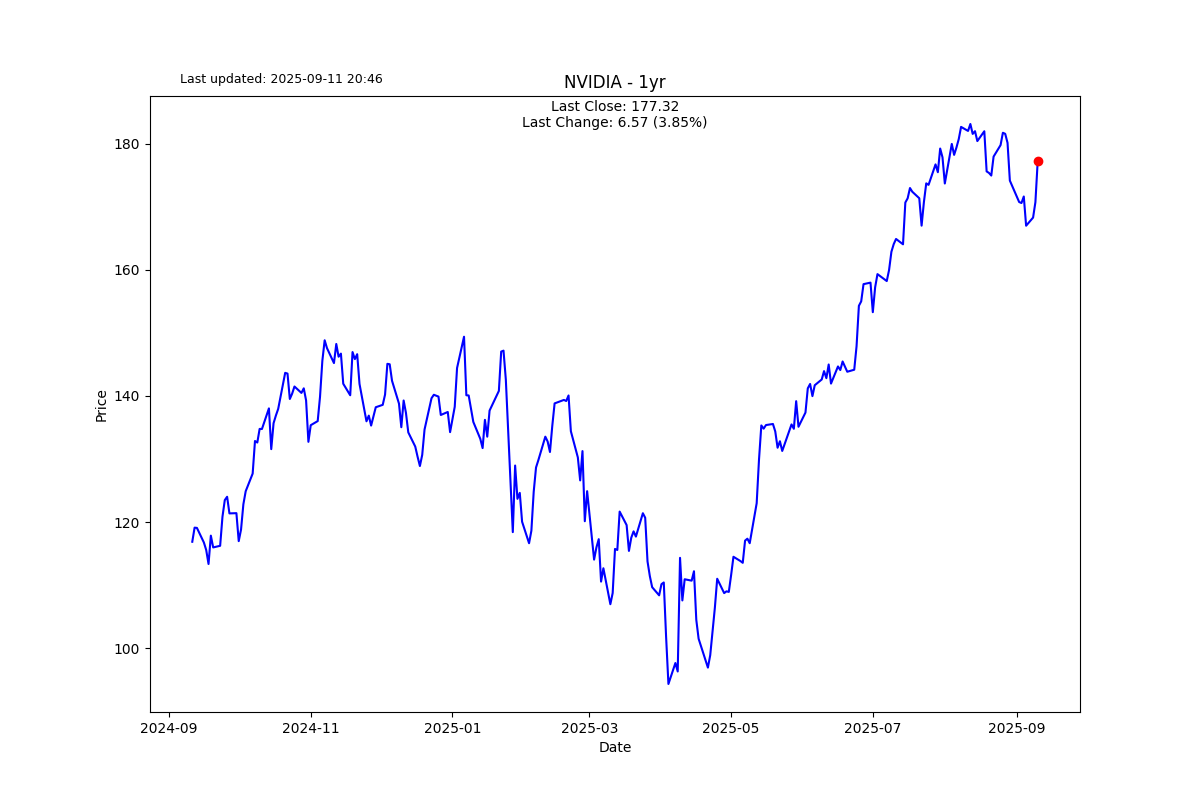 Last updated: 2025-09-11 20:46
NVIDIA - 1yr
Last Close: 177.32
Last Change: 6.57 (3.85%)
180
160
140
120
100
Price
2024-09
2024-11
2025-01
2025-03
2025-05
2025-07
2025-09
Date